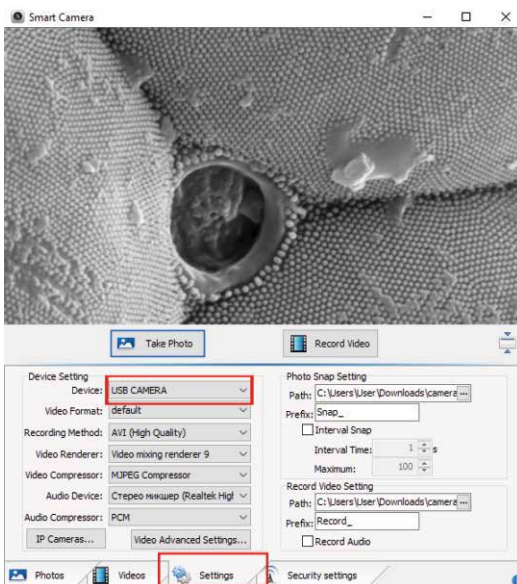 Smart Camera
Take Photo
Record Video
Device Setting
Device: USB CAMERA
Video Format: default
Recording Method: AVI (High Quality)
Video Renderer: Video mixing renderer 9
Video Compressor: MJPEG Compressor
Audio Device: Стерео микшер (Realtek Higl
Audio Compressor: PCM
IP Cameras... Video Advanced Settings...
Photo Snap Setting
Path: C:\Users\User\Downloads\camera ...
Prefix: Snap_
Interval Snap
Interval Time: 1 s
Maximum: 100
Record Video Setting
Path: C:\Users\User\Downloads\camera ...
Prefix: Record_
Record Audio
Photos Videos Settings Security settings